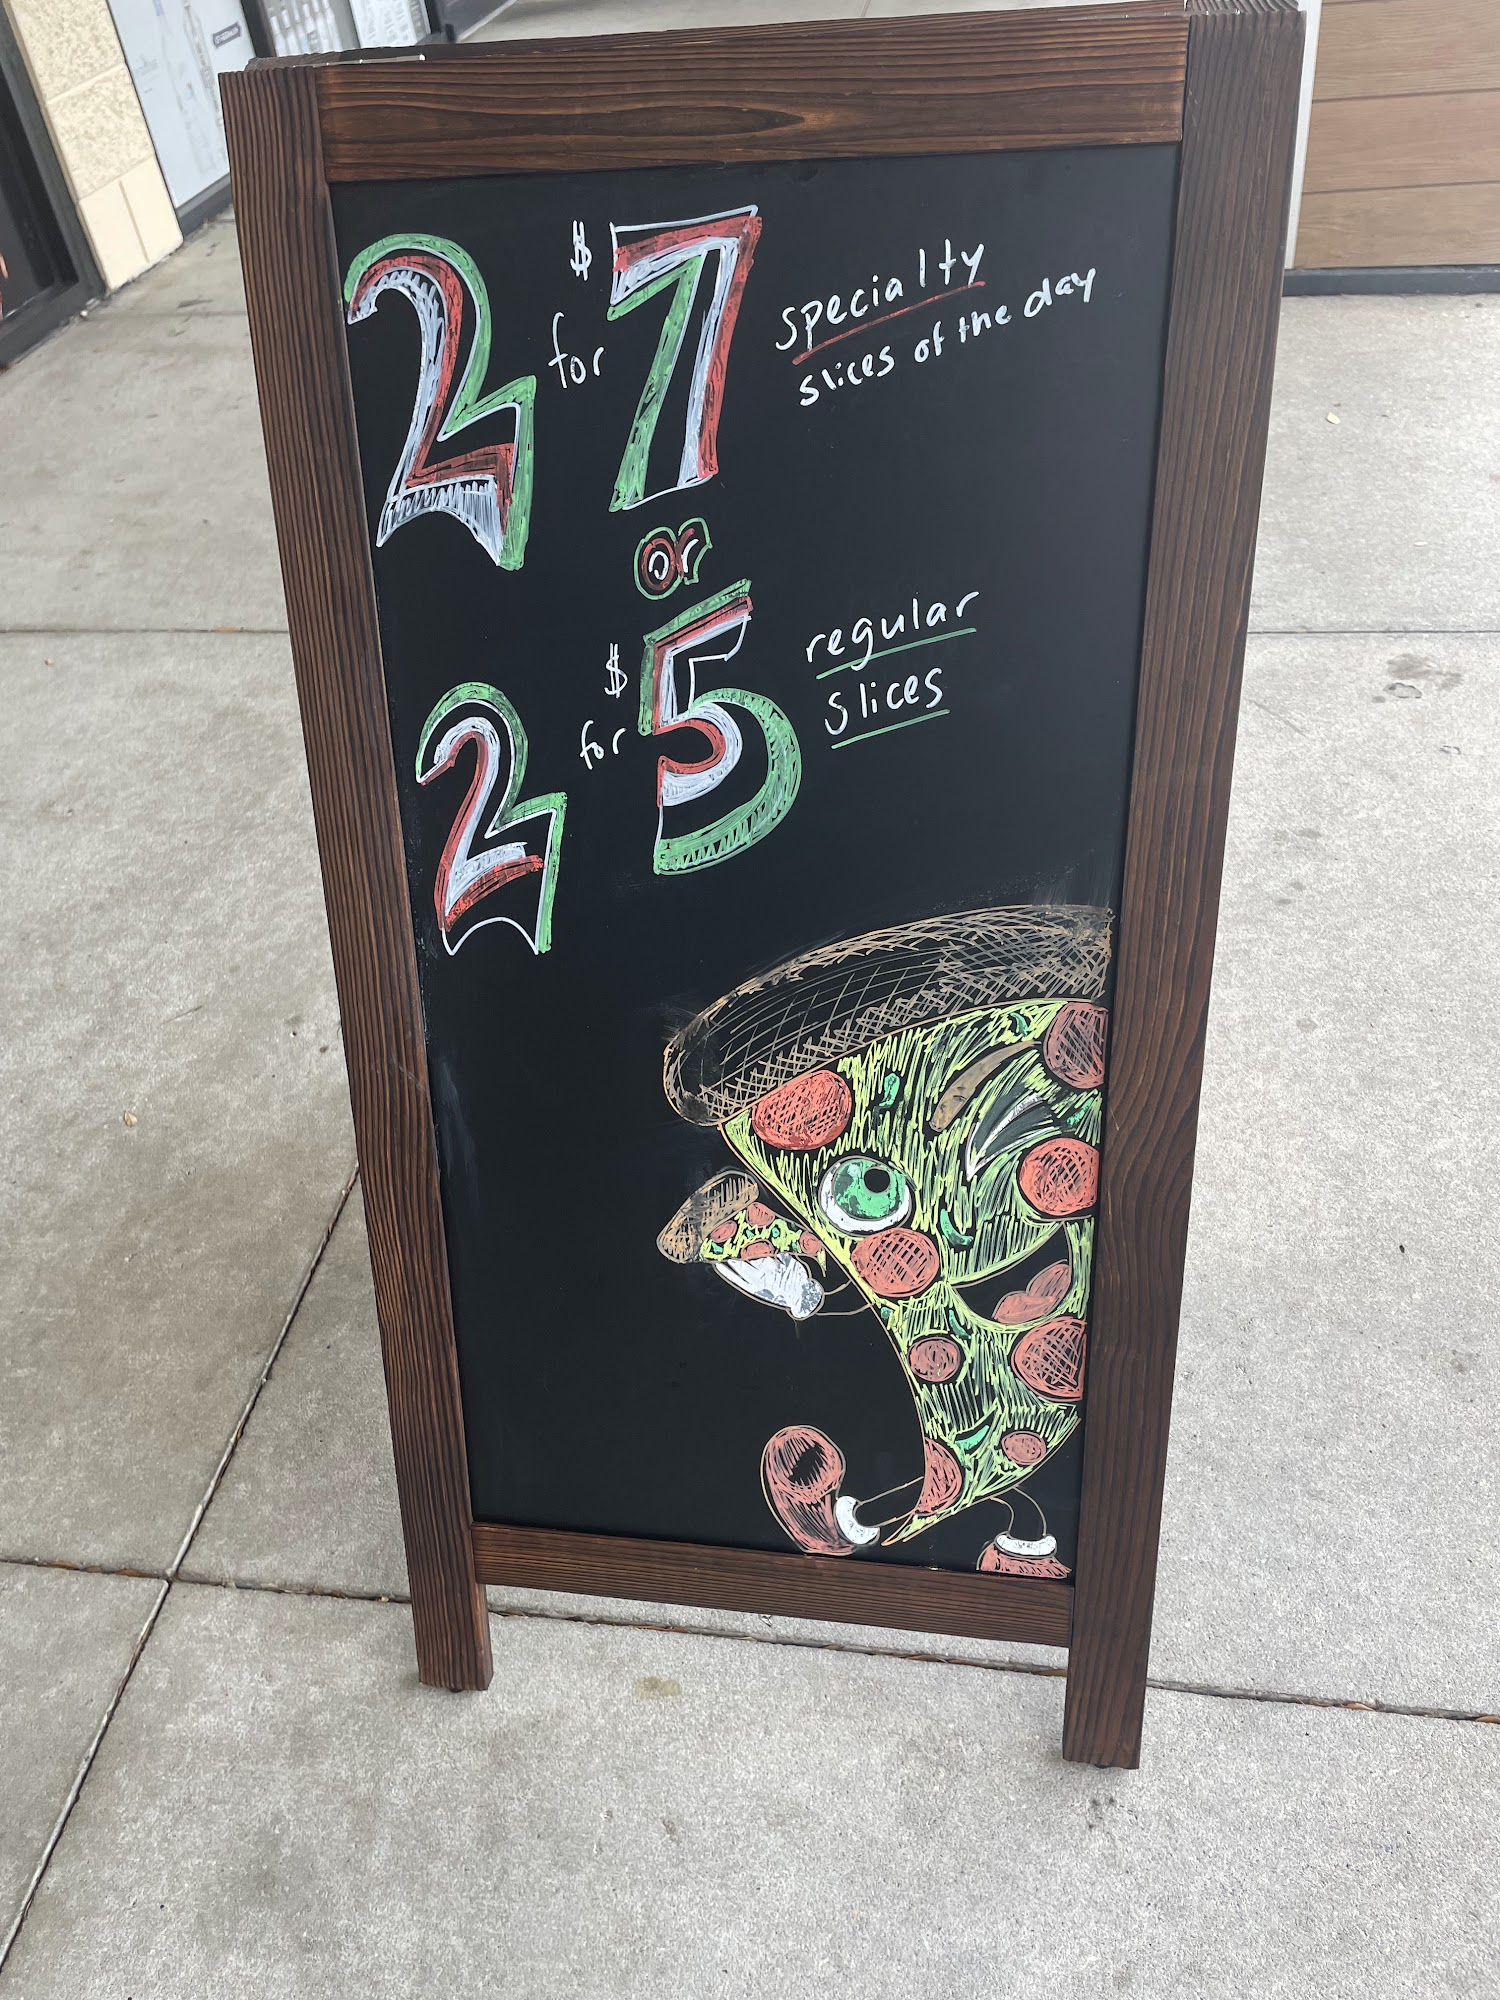 2 for $7 specialty
slices of the day
or
2 for $5 regular
slices